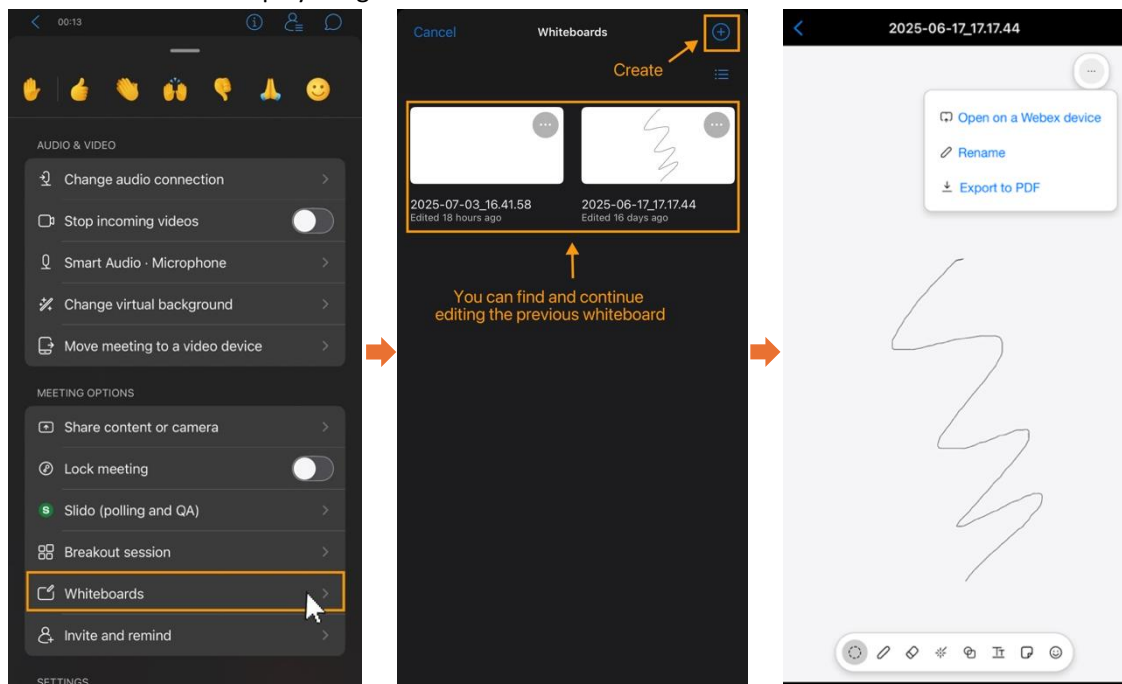 00:13
AUDIO & VIDEO
Change audio connection
Stop incoming videos
Smart Audio · Microphone
Change virtual background
Move meeting to a video device
MEETING OPTIONS
Share content or camera
Lock meeting
S Slido (polling and QA)
Breakout session
Whiteboards
Invite and remind
SETTINGS
Cancel Whiteboards
Create
2025-07-03_16.41.58
Edited 18 hours ago
2025-06-17_17.17.44
Edited 16 days ago
You can find and continue
editing the previous whiteboard
2025-06-17_17.17.44
Open on a Webex device
Rename
Export to PDF